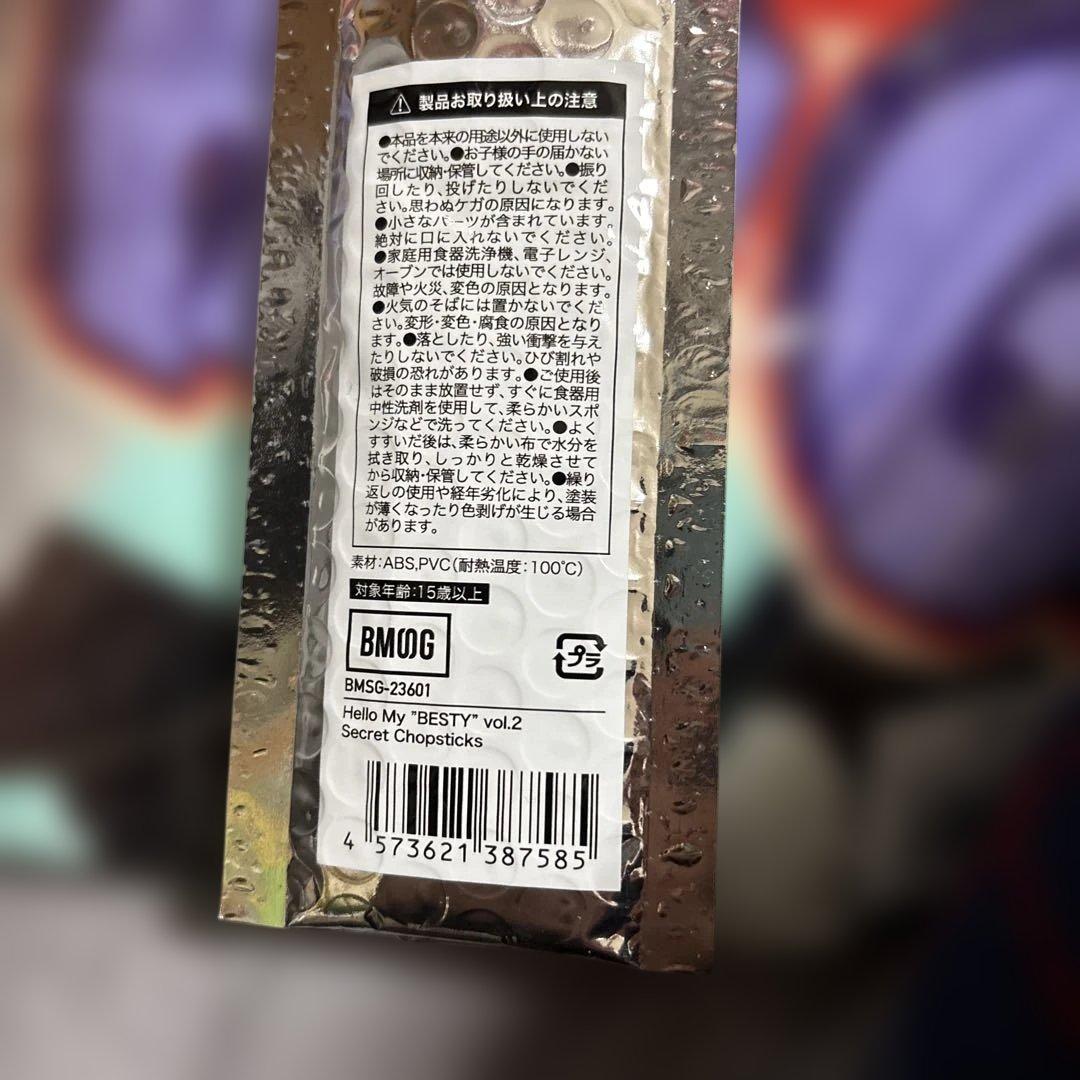 製品お取り扱い上の注意
●本品を本来の用途以外に使用しない
でください。●お子様の手の届かない
場所に収納・保管してください。●振り
回したり、投げたりしないでくだ
さい。思わぬケガの原因になります。
●小さなパーツが含まれています。
絶対に口に入れないでください。
●家庭用食器洗浄機、電子レンジ、
オーブンでは使用しないでください。
故障や火災、変色の原因となります。
●火気のそばには置かないでくだ
さい。変形・変色・腐食の原因となり
ます。●落としたり、強い衝撃を与え
たりしないでください。ひび割れや
破損の恐れがあります。●ご使用後
はそのまま放置せず、すぐに食器用
中性洗剤を使用して、柔らかいスポ
ンジなどで洗ってください。●よく
すすいだ後は、柔らかい布で水分を
拭き取り、しっかりと乾燥させて
から収納・保管してください。●繰り
返しの使用や経年劣化により、塗装
が薄くなったり色剥げが生じる場合
があります。
素材：ABS,PVC（耐熱温度：100℃）
対象年齢：15歳以上
BMSG
プラ
BMSG-23601
Hello My ”BESTY” vol.2
Secret Chopsticks
4 573621 387585